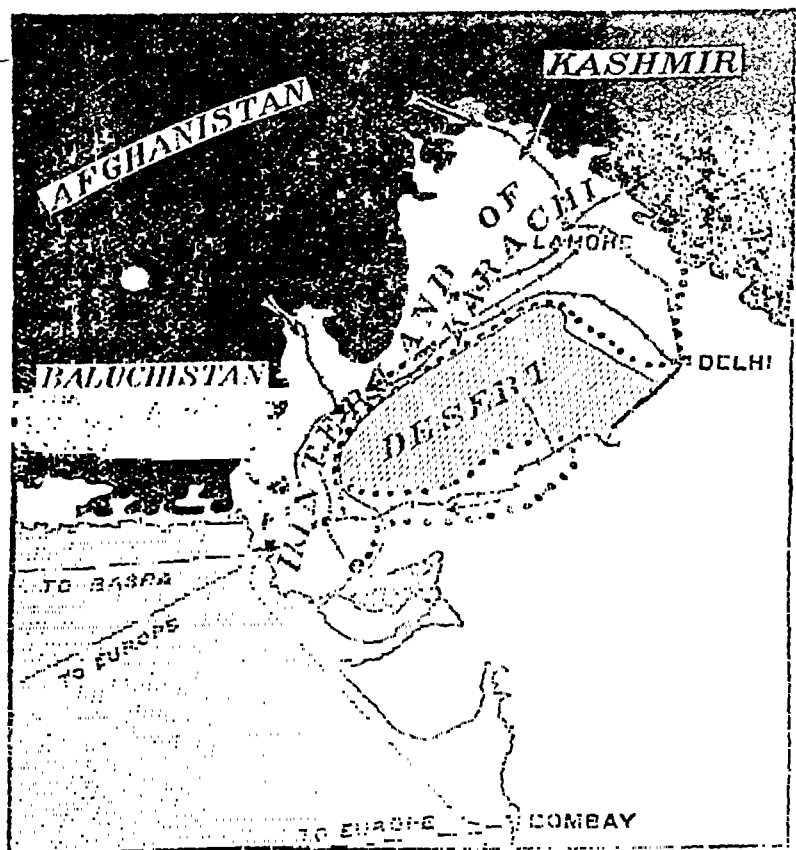 KASHMIR
AFGHANISTAN
HINTERLAND OF KARACHI
LAHORE
BALUCHISTAN
DELHI
DESERT
TO BASRA
TO EUROPE
TO EUROPE
BOMBAY